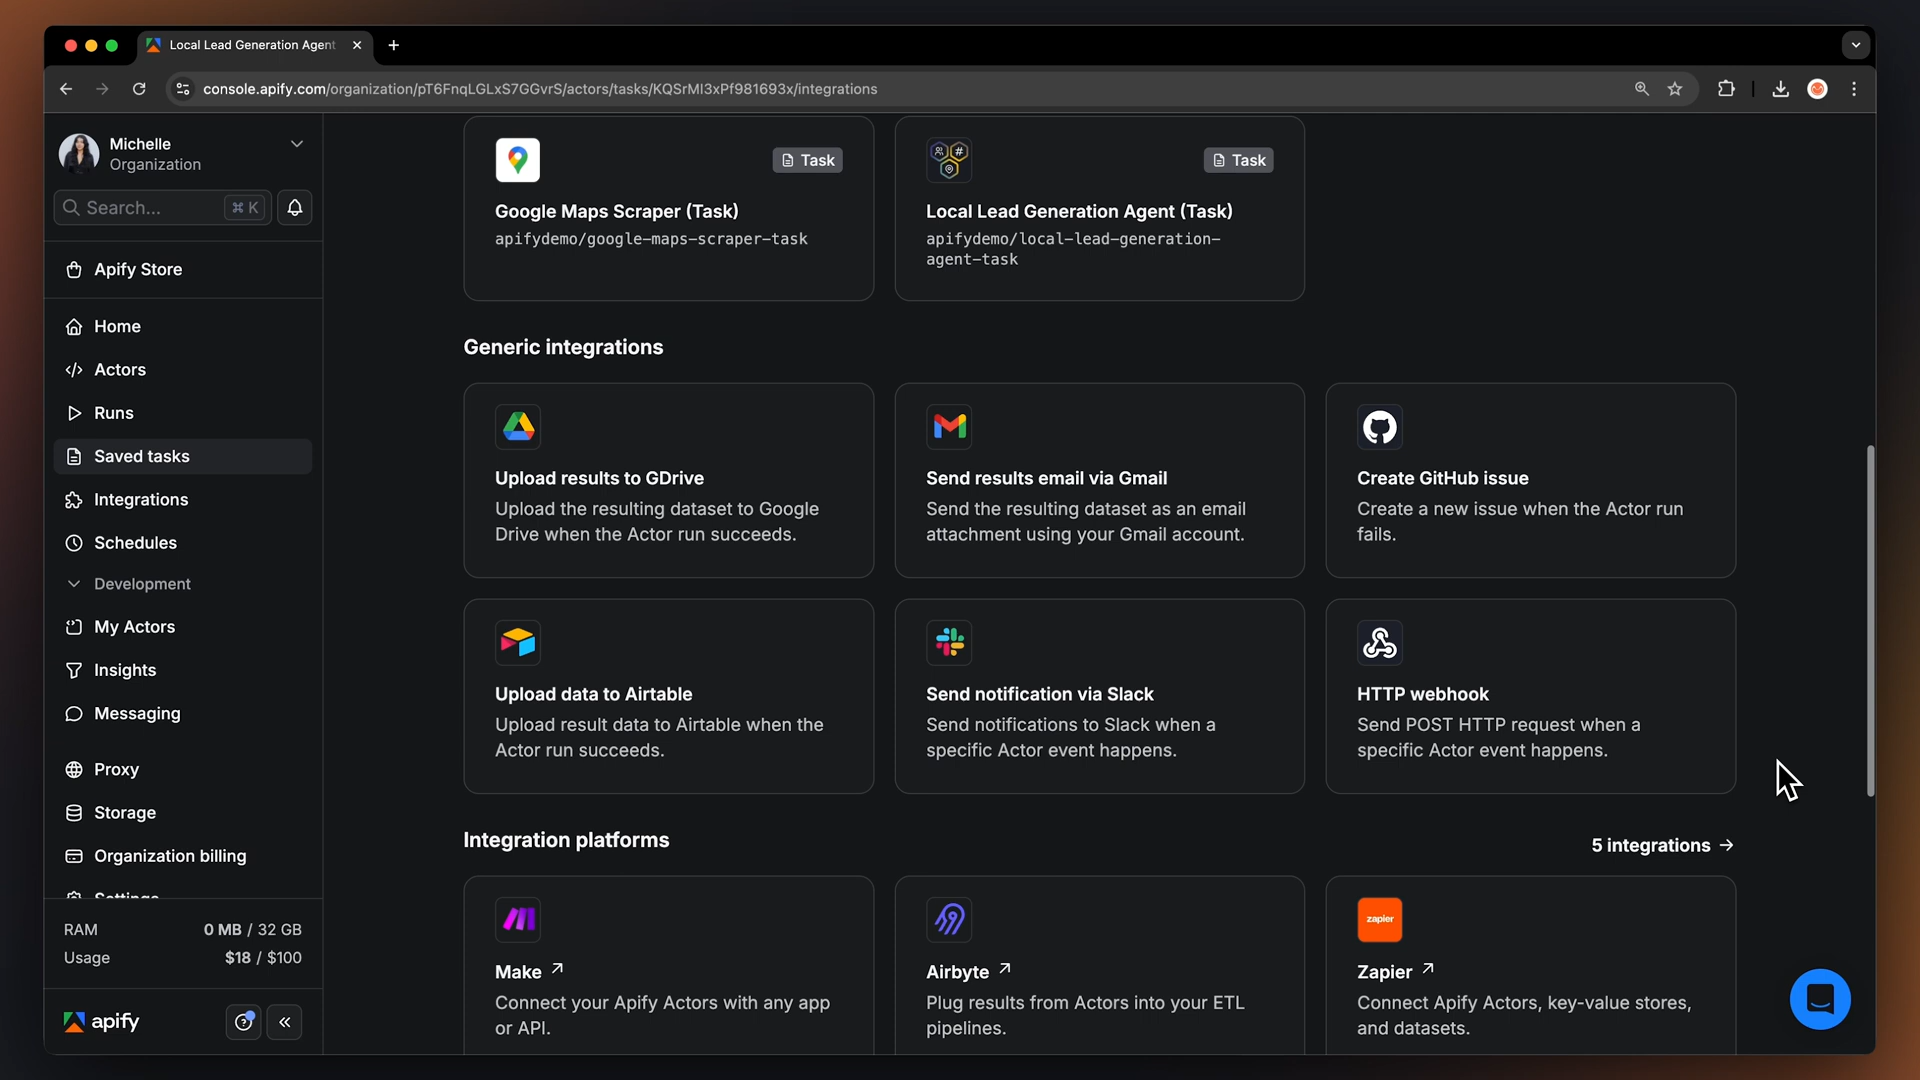 Local Lead Generation Agent
console.apify.com/organization/pT6FnqLGLxS7GGvrS/actors/tasks/KQSrMI3xPf981693x/integrations
Michelle
Organization
Search...
⌘ K
Apify Store
Home
Actors
Runs
Saved tasks
Integrations
Schedules
Development
My Actors
Insights
Messaging
Proxy
Storage
Organization billing
Settings
RAM 0 MB / 32 GB
Usage $18 / $100
apify
Task
Google Maps Scraper (Task)
apifydemo/google-maps-scraper-task
Task
Local Lead Generation Agent (Task)
apifydemo/local-lead-generation-
agent-task
Generic integrations
Upload results to GDrive
Upload the resulting dataset to Google
Drive when the Actor run succeeds.
Send results email via Gmail
Send the resulting dataset as an email
attachment using your Gmail account.
Create GitHub issue
Create a new issue when the Actor run
fails.
Upload data to Airtable
Upload result data to Airtable when the
Actor run succeeds.
Send notification via Slack
Send notifications to Slack when a
specific Actor event happens.
HTTP webhook
Send POST HTTP request when a
specific Actor event happens.
Integration platforms
5 integrations →
Make ↗
Connect your Apify Actors with any app
or API.
Airbyte ↗
Plug results from Actors into your ETL
pipelines.
zapier
Zapier ↗
Connect Apify Actors, key-value stores,
and datasets.